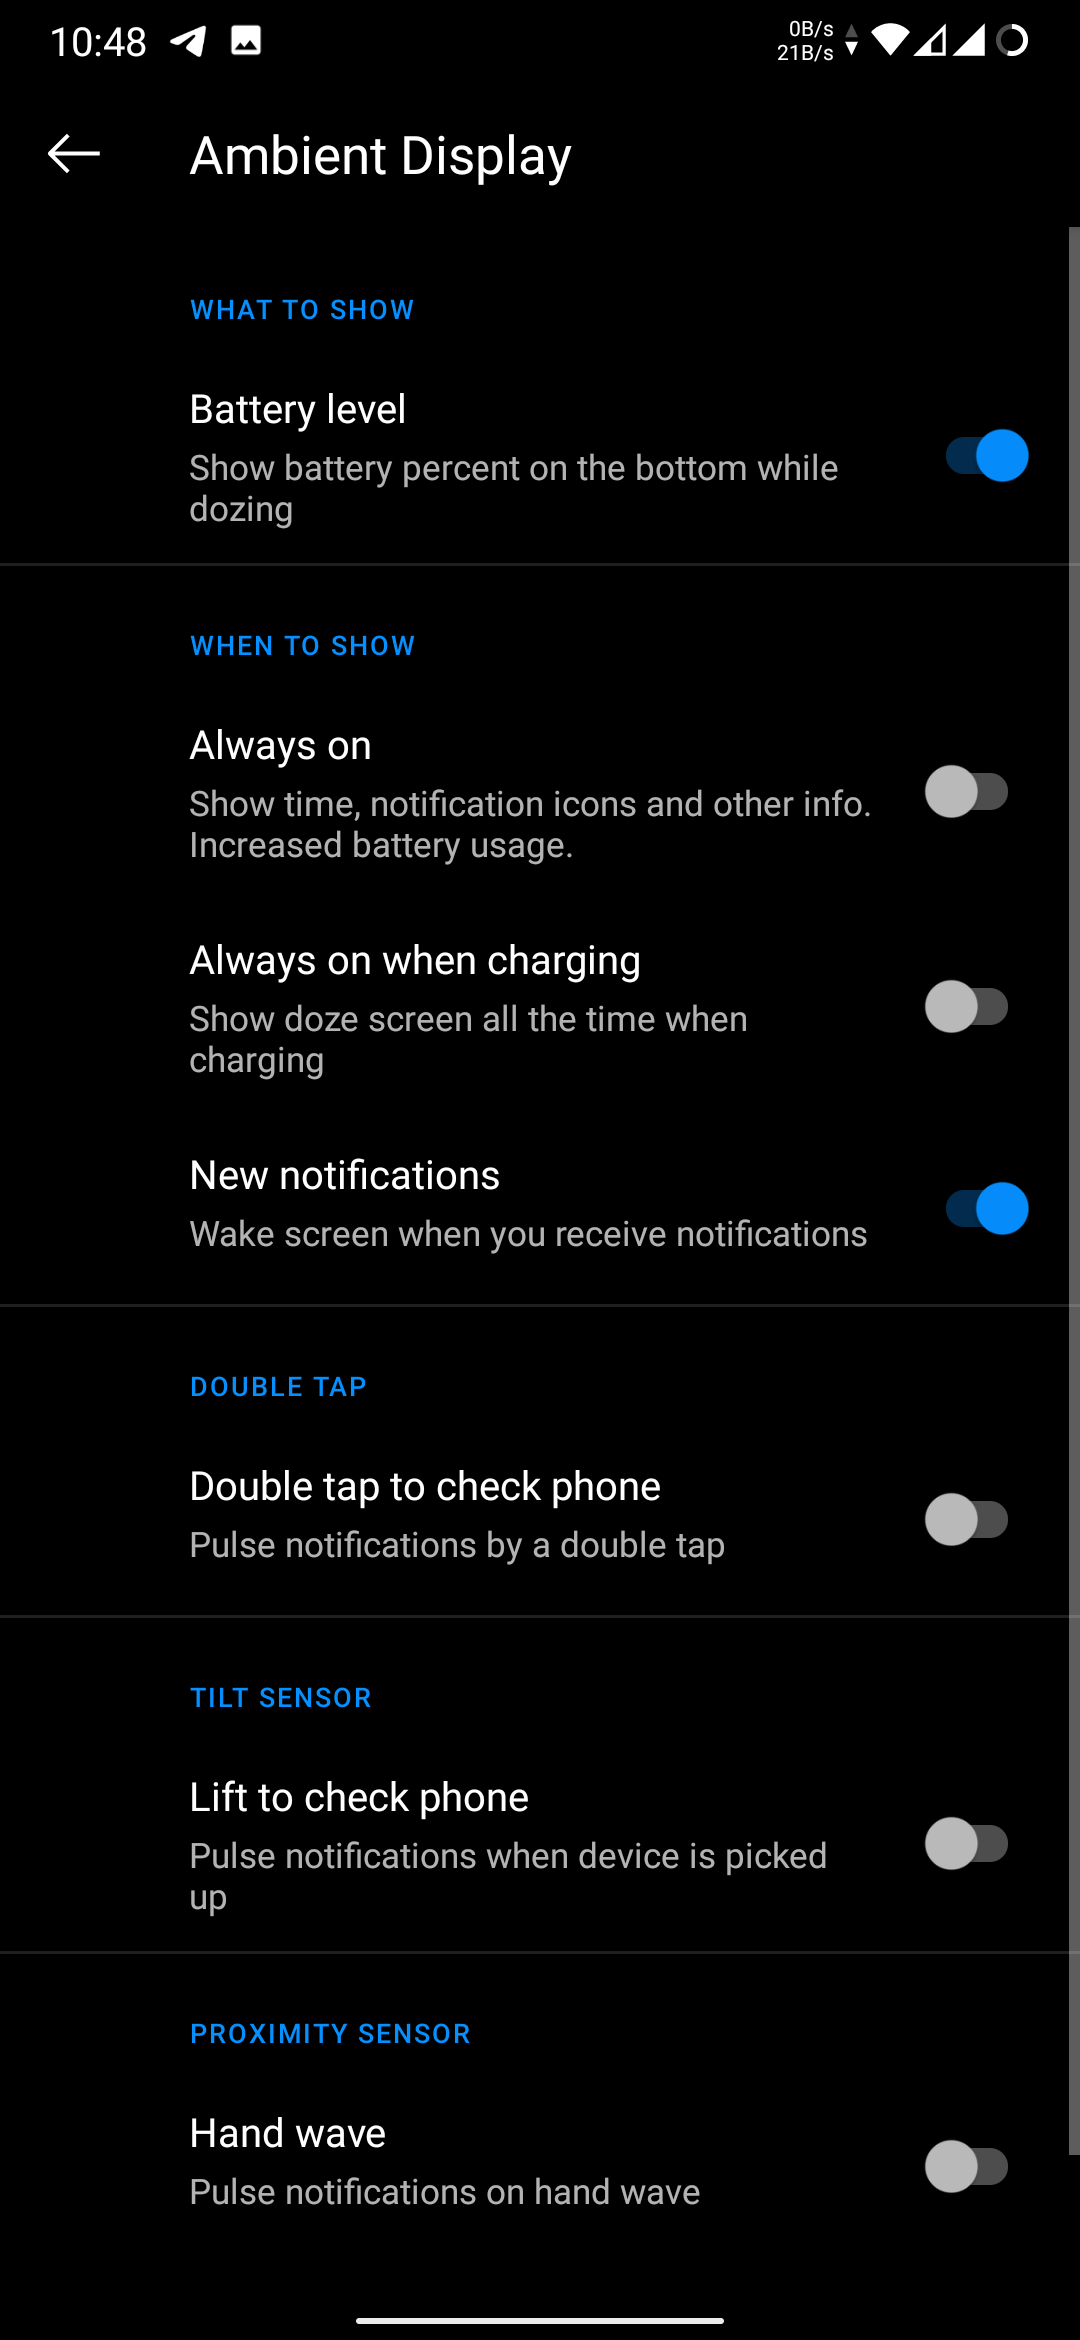 10:48
0B/s
21B/s
Ambient Display
WHAT TO SHOW
Battery level
Show battery percent on the bottom while
dozing
WHEN TO SHOW
Always on
Show time, notification icons and other info.
Increased battery usage.
Always on when charging
Show doze screen all the time when
charging
New notifications
Wake screen when you receive notifications
DOUBLE TAP
Double tap to check phone
Pulse notifications by a double tap
TILT SENSOR
Lift to check phone
Pulse notifications when device is picked
up
PROXIMITY SENSOR
Hand wave
Pulse notifications on hand wave